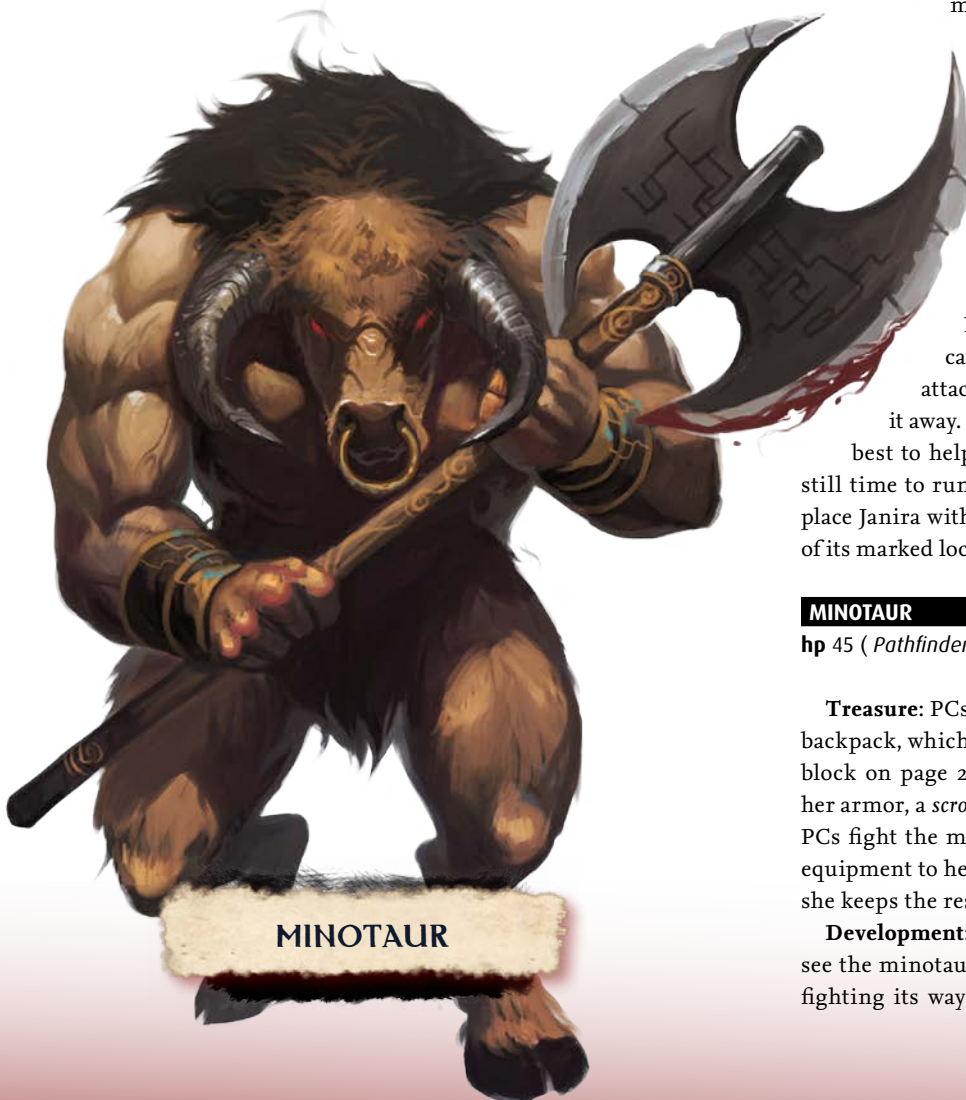 m
ca
attac
it away.
best to help
still time to run
place Janira with
of its marked loc
MINOTAUR
hp 45 ( Pathfinder
Treasure: PCs
backpack, which
block on page 2
her armor, a scro
PCs fight the m
equipment to he
she keeps the res
Development:
see the minotau
fighting its way
MINOTAUR